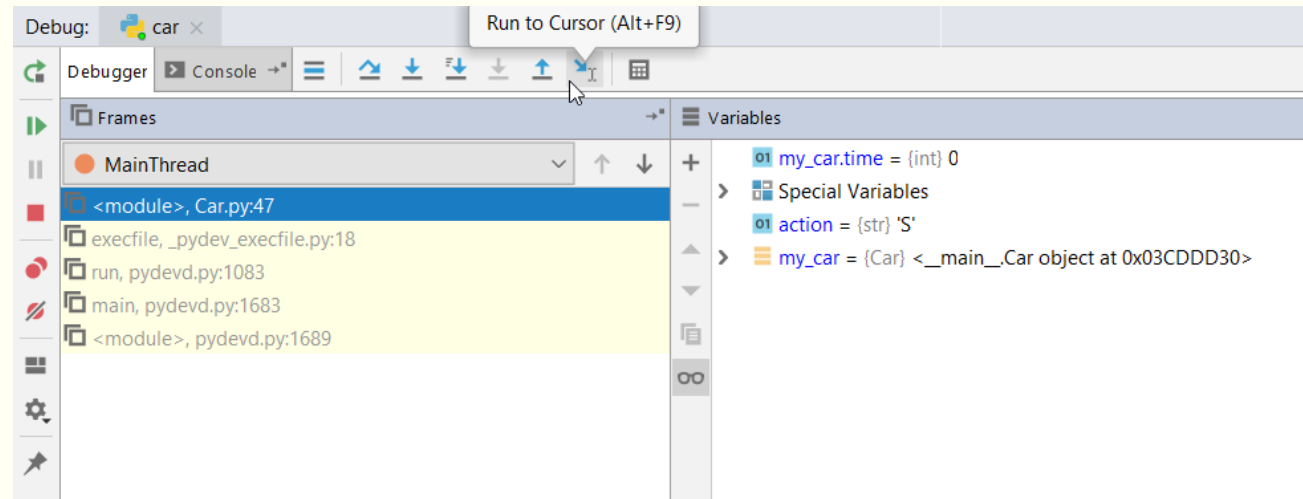 Run to Cursor (Alt+F9)
Debug: car
Debugger Console
Frames
Variables
MainThread
<module>, Car.py:47
execfile, _pydev_execfile.py:18
run, pydevd.py:1083
main, pydevd.py:1683
<module>, pydevd.py:1689
01 my_car.time = {int} 0
Special Variables
01 action = {str} 'S'
my_car = {Car} <__main__.Car object at 0x03CDDD30>